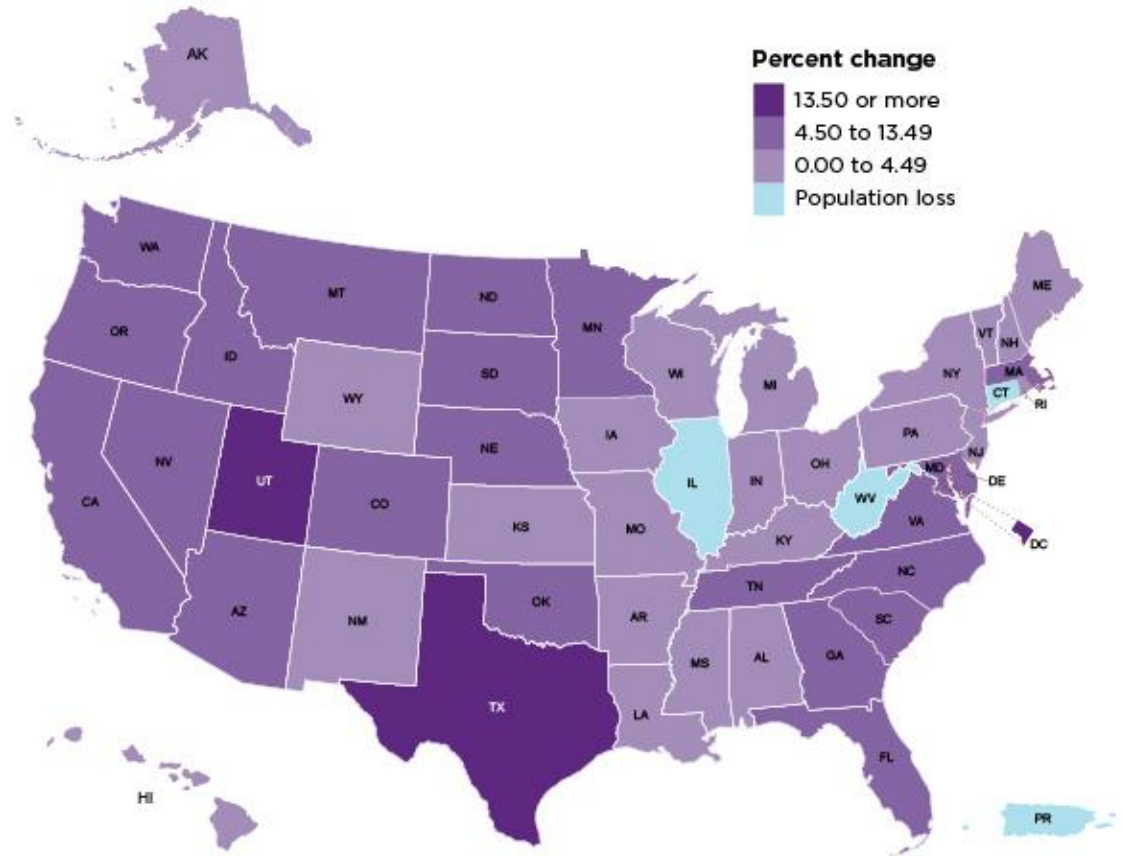 AK
Percent change
13.50 or more
4.50 to 13.49
0.00 to 4.49
Population loss
WA
MT
ND
MN
OR
ID
SD
WY
WI
MI
NY
VT
NH
ME
MA
CT
RI
NV
UT
CO
NE
IA
IL
IN
OH
PA
NJ
CA
KS
MO
KY
WV
MD
DE
VA
DC
AZ
NM
OK
AR
TN
NC
SC
TX
LA
MS
AL
GA
FL
HI
PR